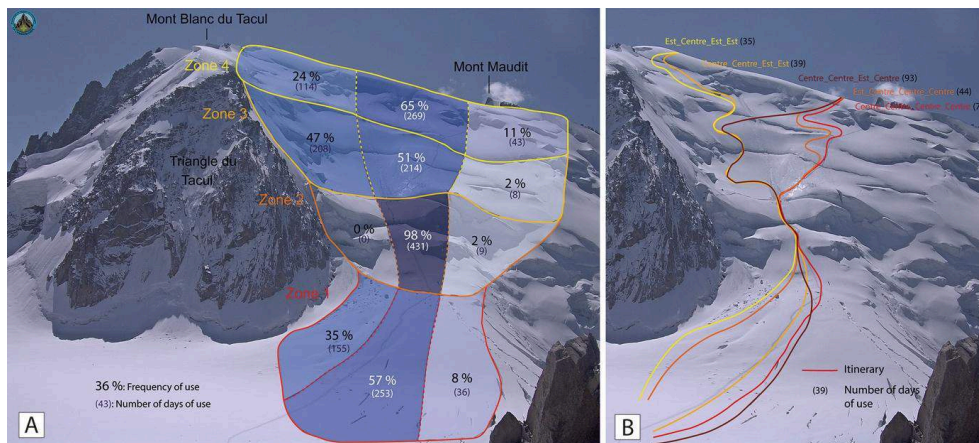 Mont Blanc du Tacul
Zone 4
24 %
(114)
65 %
(269)
Mont Maudit
11 %
(43)
Zone 3
47 %
(208)
51 %
(214)
2 %
(8)
Triangle du
Tacul
0 %
(0)
98 %
(431)
2 %
(9)
Zone 1
35 %
(155)
57 %
(253)
8 %
(36)
36 %: Frequency of use
(43): Number of days of use
A
Est_Centre_Est_Est (35)
Centre_Centre_Est_Est (39)
Centre_Centre_Est_Centre (93)
Est_Centre_Centre_Centre (44)
Centre_Centre_Centre_Centre
Itinerary
(39) Number of days
of use
B